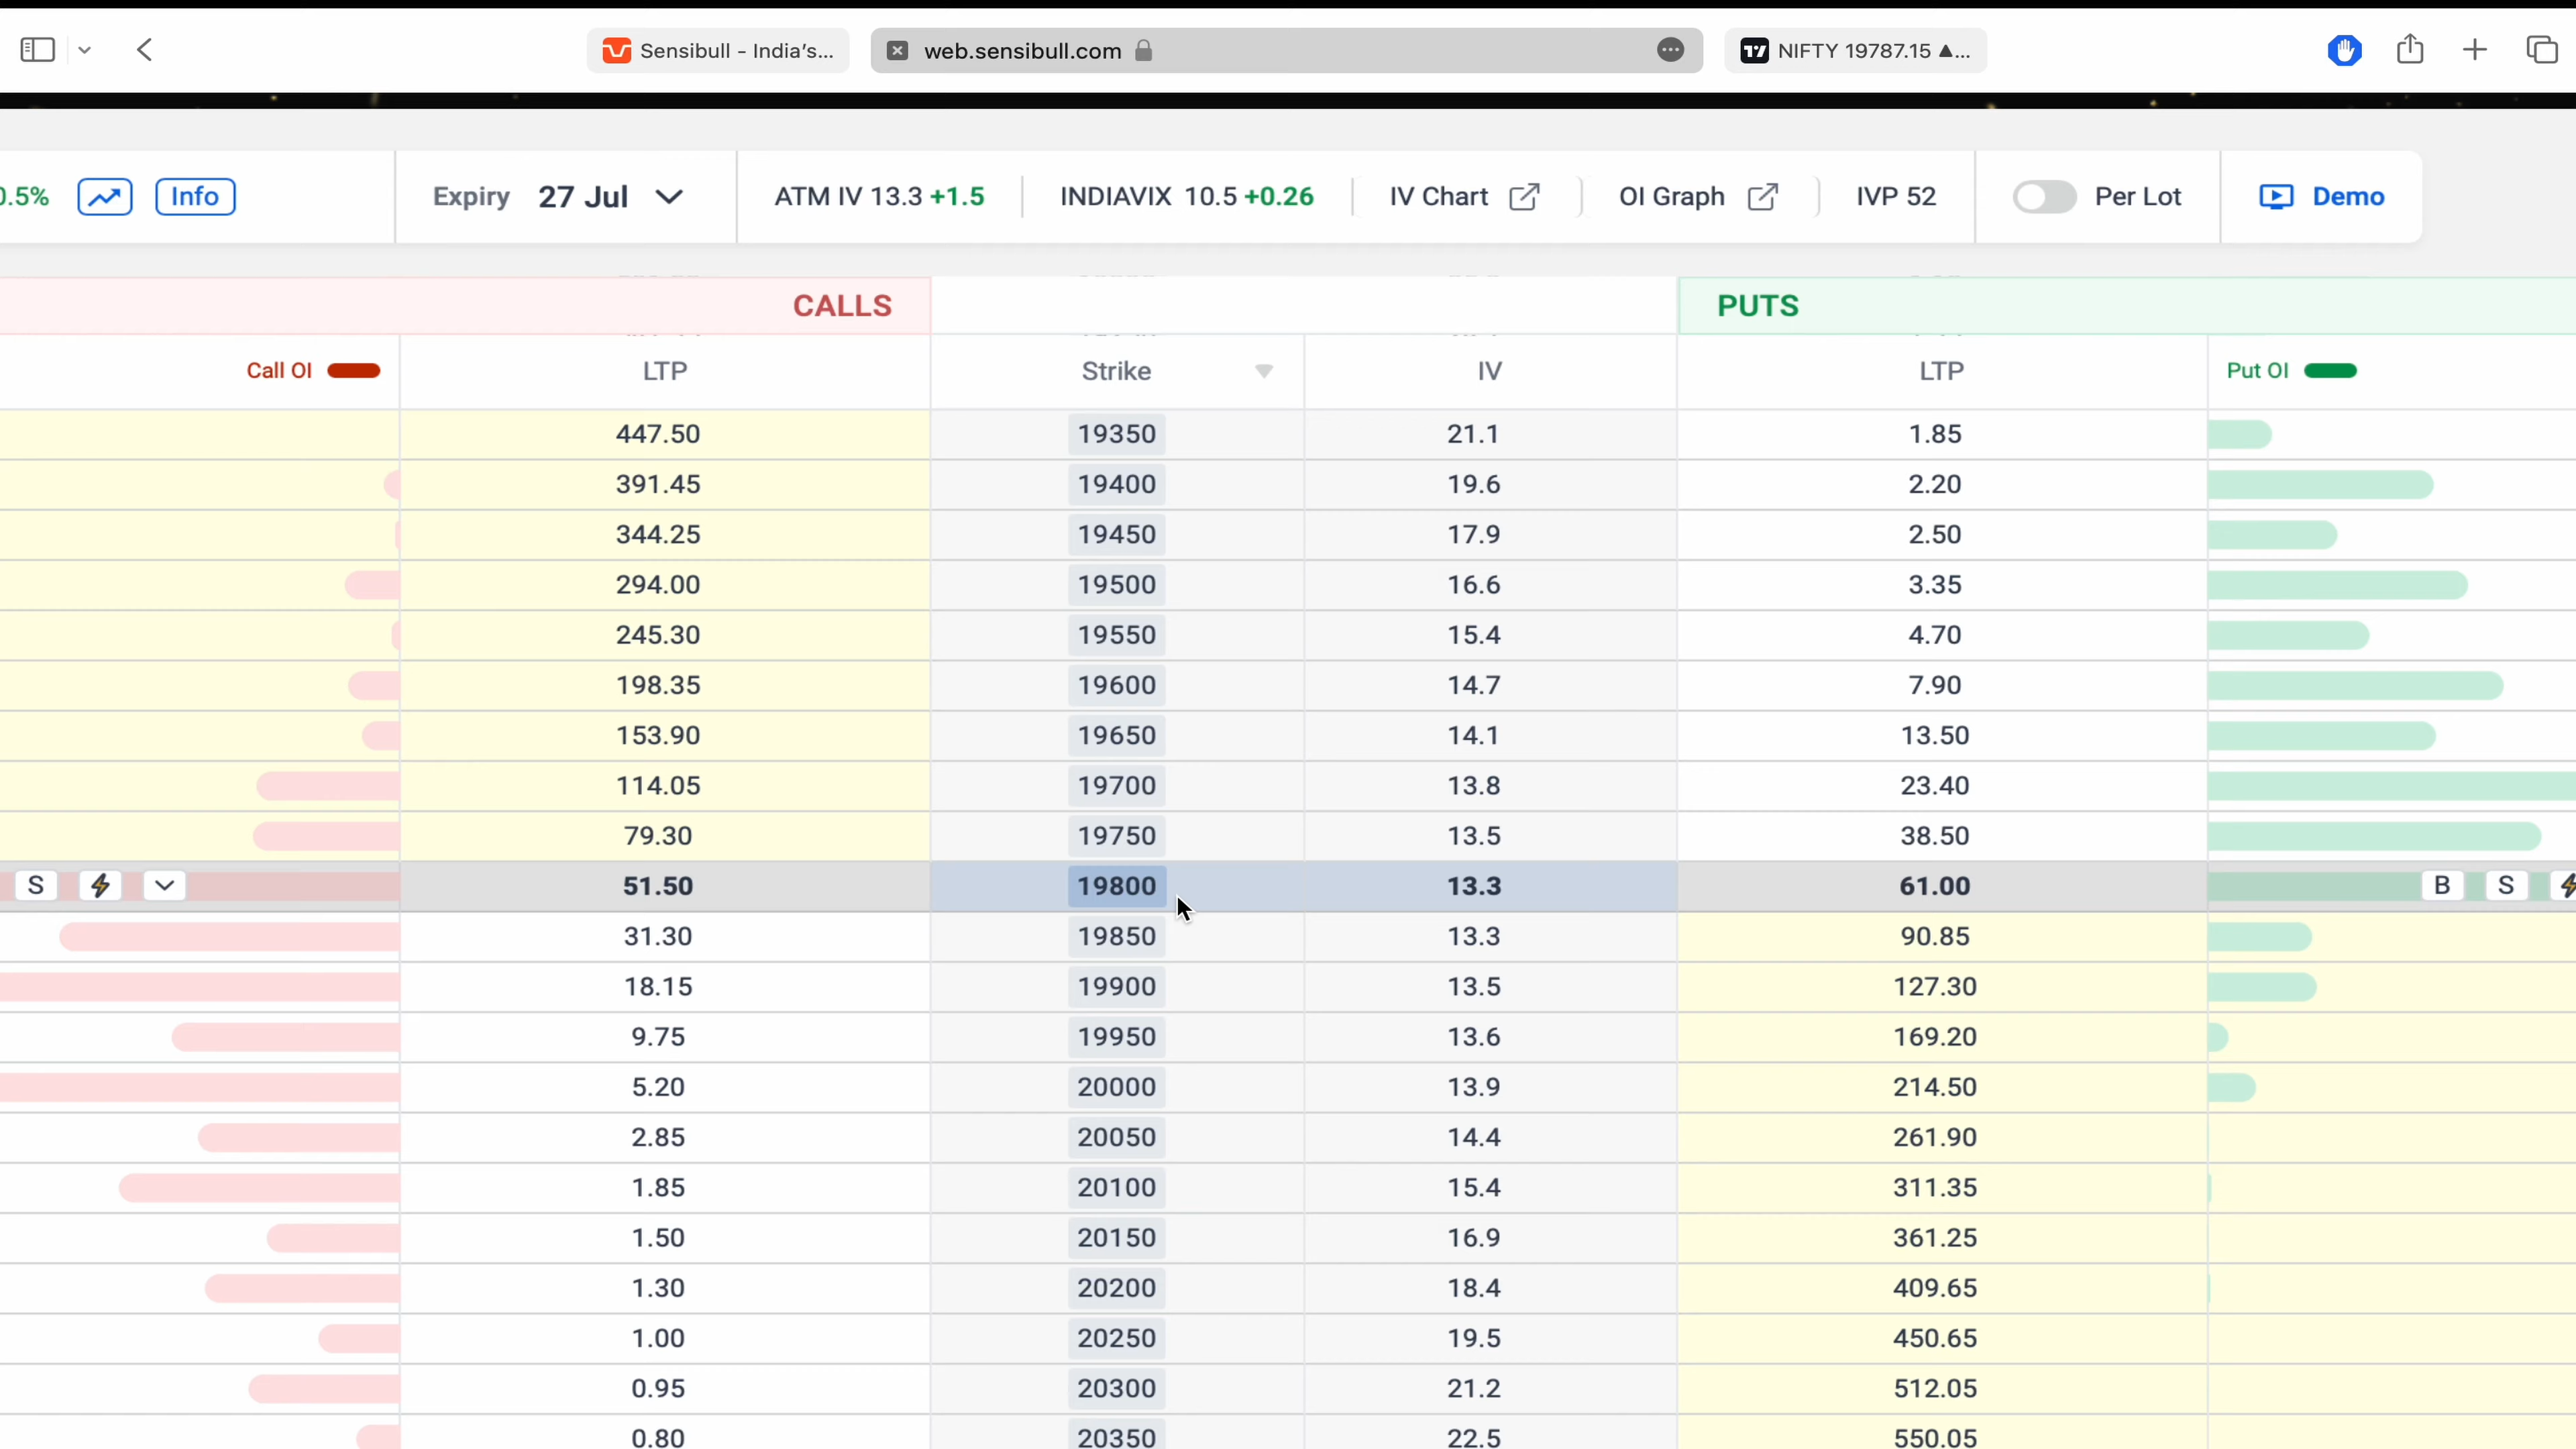 Sensibull - India's...
web.sensibull.com
NIFTY 19787.15 ▲...
0.5% Info Expiry 27 Jul ATM IV 13.3 +1.5 INDIAVIX 10.5 +0.26 IV Chart OI Graph IVP 52 Per Lot Demo
CALLS PUTS
Call OI LTP Strike IV LTP Put OI
447.50 19350 21.1 1.85
391.45 19400 19.6 2.20
344.25 19450 17.9 2.50
294.00 19500 16.6 3.35
245.30 19550 15.4 4.70
198.35 19600 14.7 7.90
153.90 19650 14.1 13.50
114.05 19700 13.8 23.40
79.30 19750 13.5 38.50
S 51.50 19800 13.3 61.00 B S
31.30 19850 13.3 90.85
18.15 19900 13.5 127.30
9.75 19950 13.6 169.20
5.20 20000 13.9 214.50
2.85 20050 14.4 261.90
1.85 20100 15.4 311.35
1.50 20150 16.9 361.25
1.30 20200 18.4 409.65
1.00 20250 19.5 450.65
0.95 20300 21.2 512.05
0.80 20350 22.5 550.05